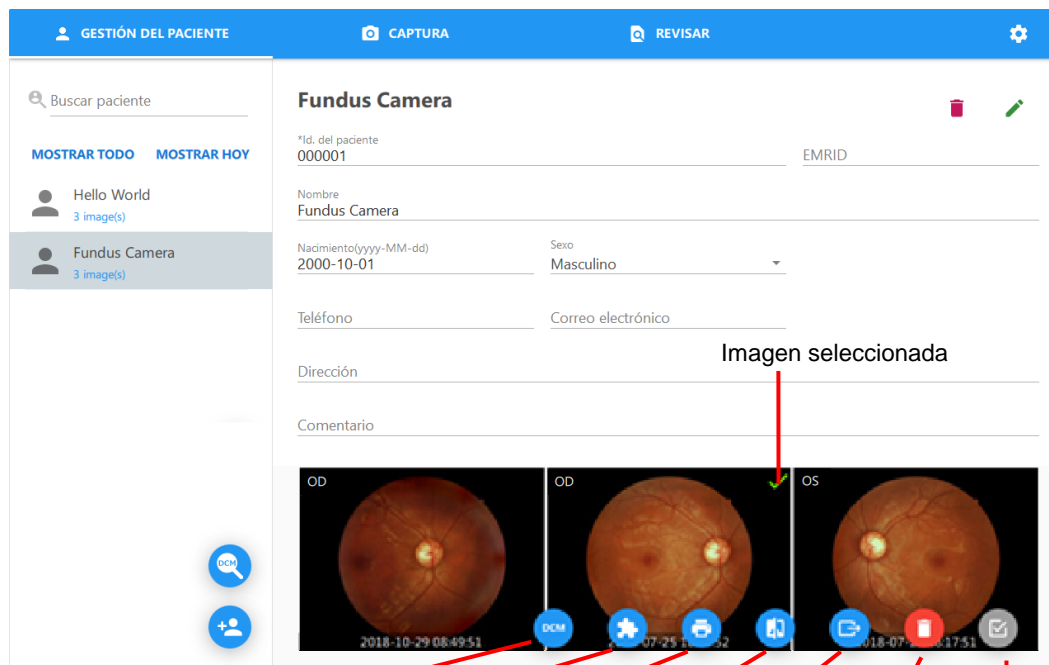 GESTIÓN DEL PACIENTE
CAPTURA
REVISAR
Buscar paciente
MOSTRAR TODO MOSTRAR HOY
Hello World
3 image(s)
Fundus Camera
3 image(s)
Fundus Camera
*Id. del paciente
000001
EMRID
Nombre
Fundus Camera
Nacimiento(yyyy-MM-dd)
2000-10-01
Sexo
Masculino
Teléfono
Correo electrónico
Imagen seleccionada
Dirección
Comentario
OD
OD
OS
DCM
DCM
2018-10-29 08:49:51